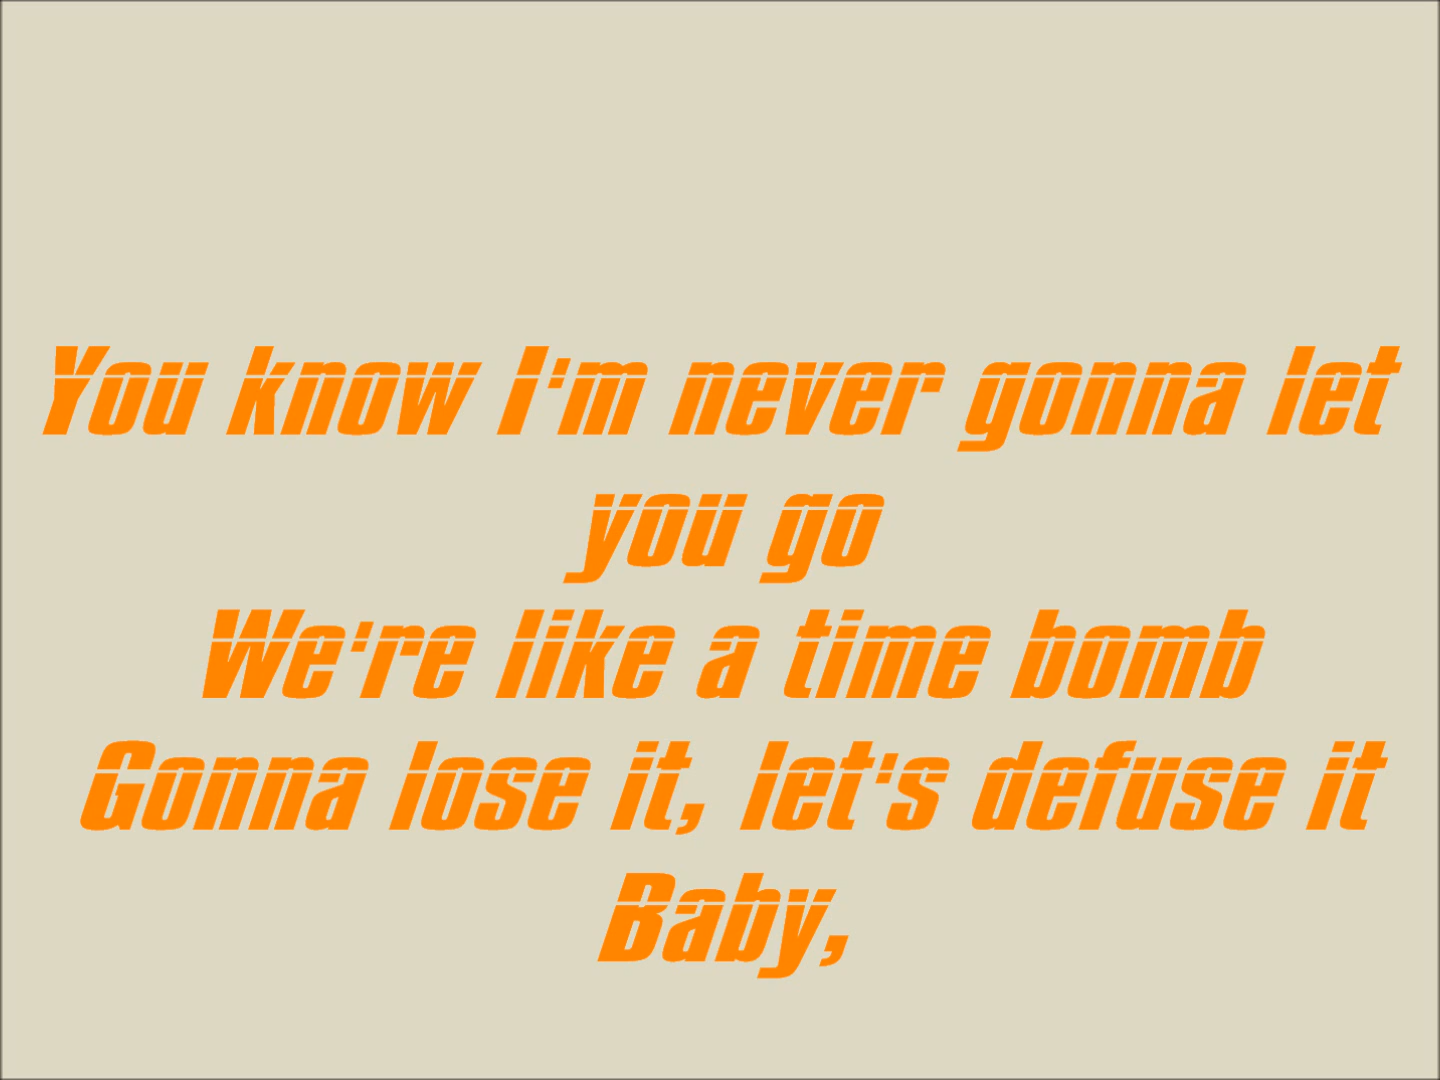 You know I'm never gonna let
you go
We're like a time bomb
Gonna lose it, let's defuse it
Baby,